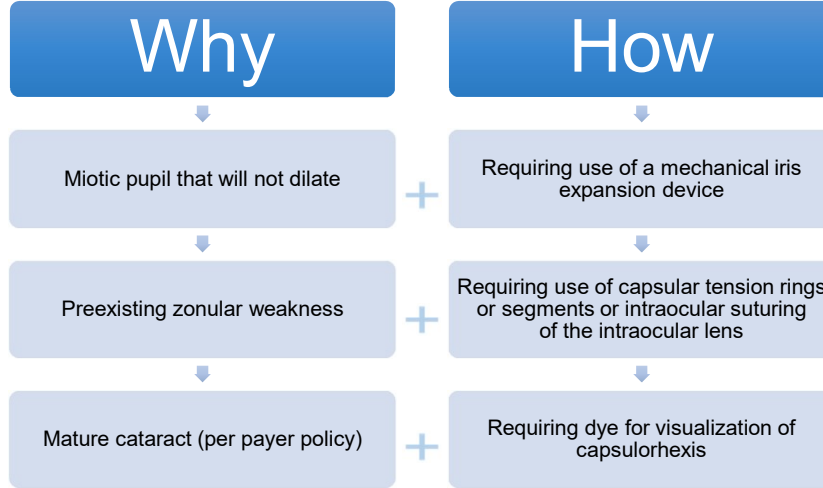 Why
How
Miotic pupil that will not dilate
Requiring use of a mechanical iris
expansion device
Preexisting zonular weakness
Requiring use of capsular tension rings
or segments or intraocular suturing
of the intraocular lens
Mature cataract (per payer policy)
Requiring dye for visualization of
capsulorhexis